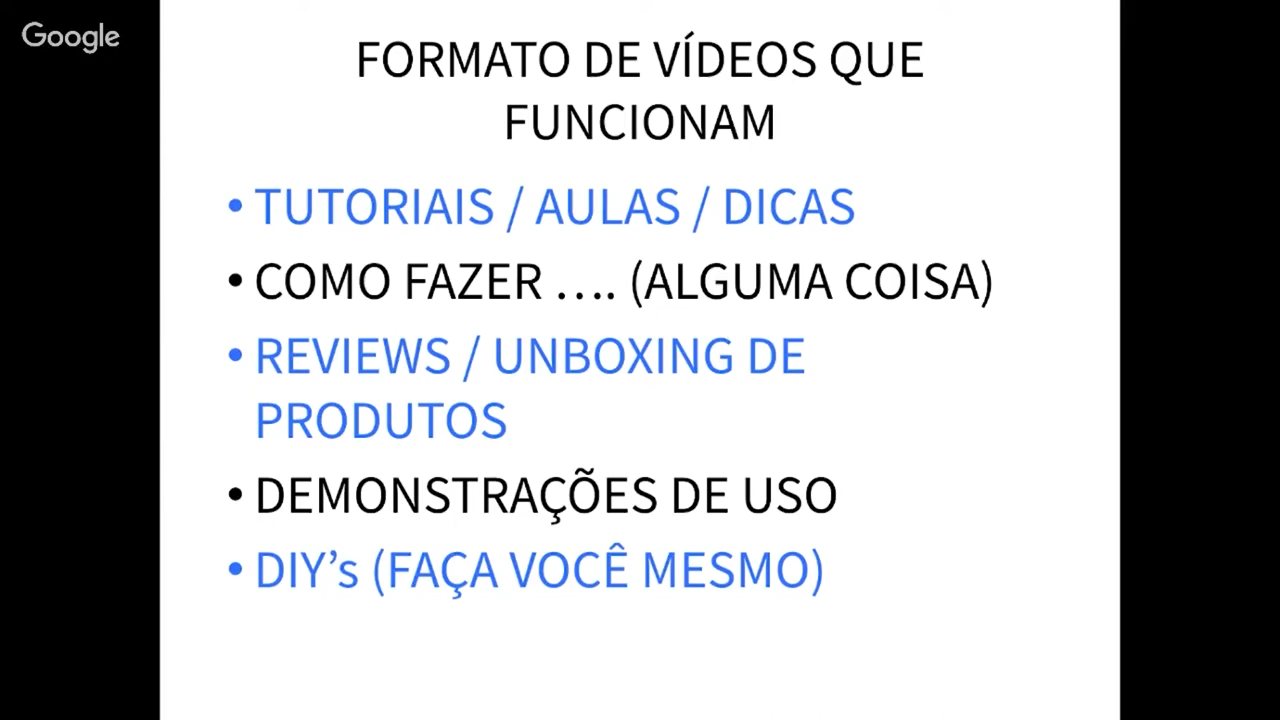 Google
FORMATO DE VÍDEOS QUE
FUNCIONAM
• TUTORIAIS / AULAS / DICAS
• COMO FAZER .... (ALGUMA COISA)
• REVIEWS / UNBOXING DE
PRODUTOS
• DEMONSTRAÇÕES DE USO
• DIY’s (FAÇA VOCÊ MESMO)